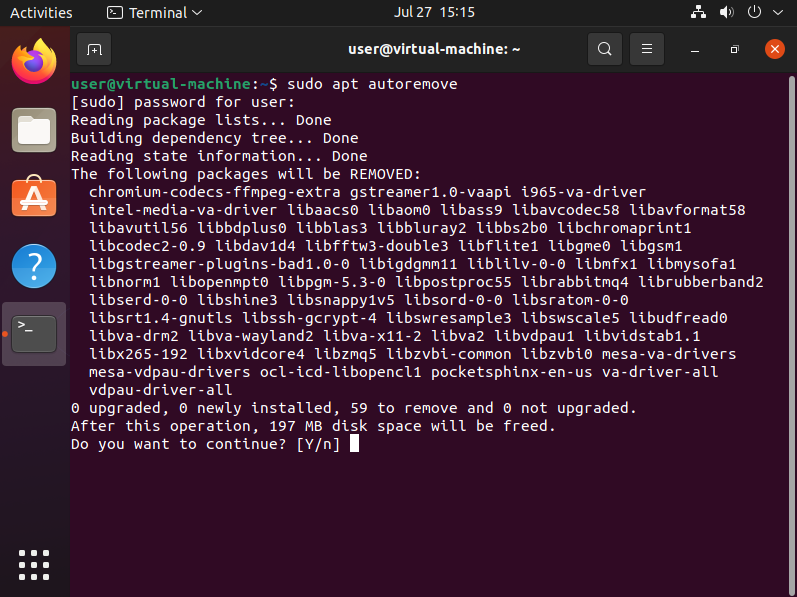 Activities
Terminal
Jul 27 15:15
user@virtual-machine: ~
user@virtual-machine:~$ sudo apt autoremove
[sudo] password for user:
Reading package lists... Done
Building dependency tree... Done
Reading state information... Done
The following packages will be REMOVED:
chromium-codecs-ffmpeg-extra gstreamer1.0-vaapi i965-va-driver
intel-media-va-driver libaacs0 libaom0 libass9 libavcodec58 libavformat58
libavutil56 libbdplus0 libblas3 libbluray2 libbs2b0 libchromaprint1
libcodec2-0.9 libdav1d4 libfftw3-double3 libflite1 libgme0 libgsm1
libgstreamer-plugins-bad1.0-0 libigdgmm11 liblilv-0-0 libmfx1 libmysofa1
libnorm1 libopenmpt0 libpgm-5.3-0 libpostproc55 librabbitmq4 librubberband2
libserd-0-0 libshine3 libsnappy1v5 libsord-0-0 libsratom-0-0
libsrt1.4-gnutls libssh-gcrypt-4 libswresample3 libswscale5 libudfread0
libva-drm2 libva-wayland2 libva-x11-2 libva2 libvdpau1 libvidstab1.1
libx265-192 libxvidcore4 libzmq5 libzvbi-common libzvbi0 mesa-va-drivers
mesa-vdpau-drivers ocl-icd-libopencl1 pocketsphinx-en-us va-driver-all
vdpau-driver-all
0 upgraded, 0 newly installed, 59 to remove and 0 not upgraded.
After this operation, 197 MB disk space will be freed.
Do you want to continue? [Y/n]